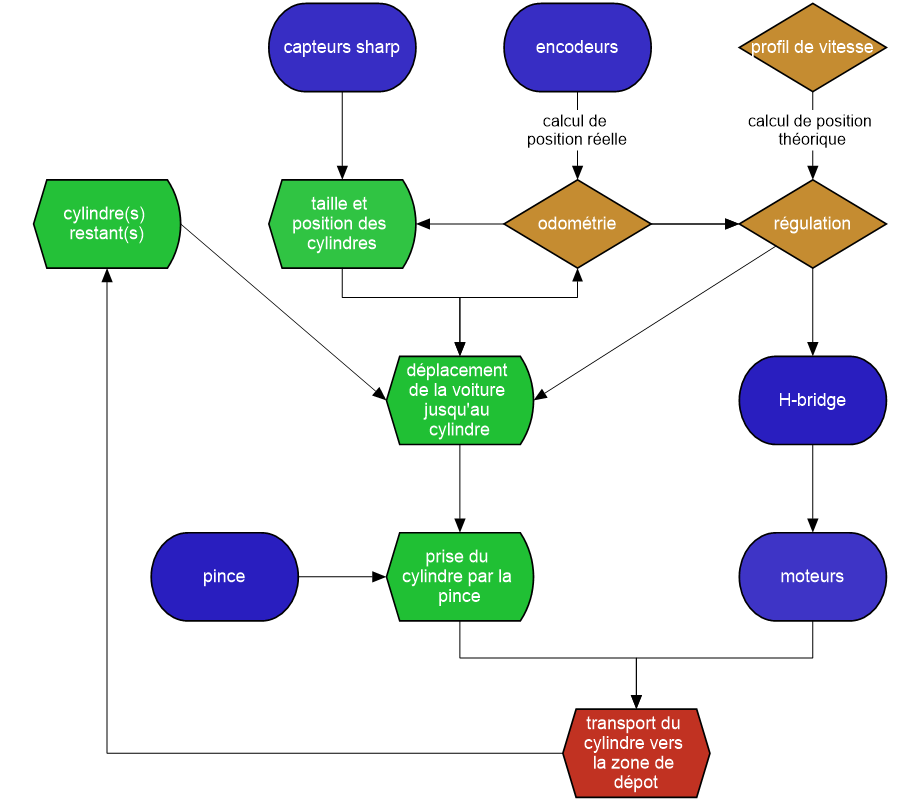 capteurs sharp
encodeurs
profil de vitesse
calcul de
position réelle
calcul de position
théorique
cylindre(s)
restant(s)
taille et
position des
cylindres
odométrie
régulation
déplacement
de la voiture
jusqu'au
cylindre
H-bridge
pince
prise du
cylindre par la
pince
moteurs
transport du
cylindre vers
la zone de
dépot